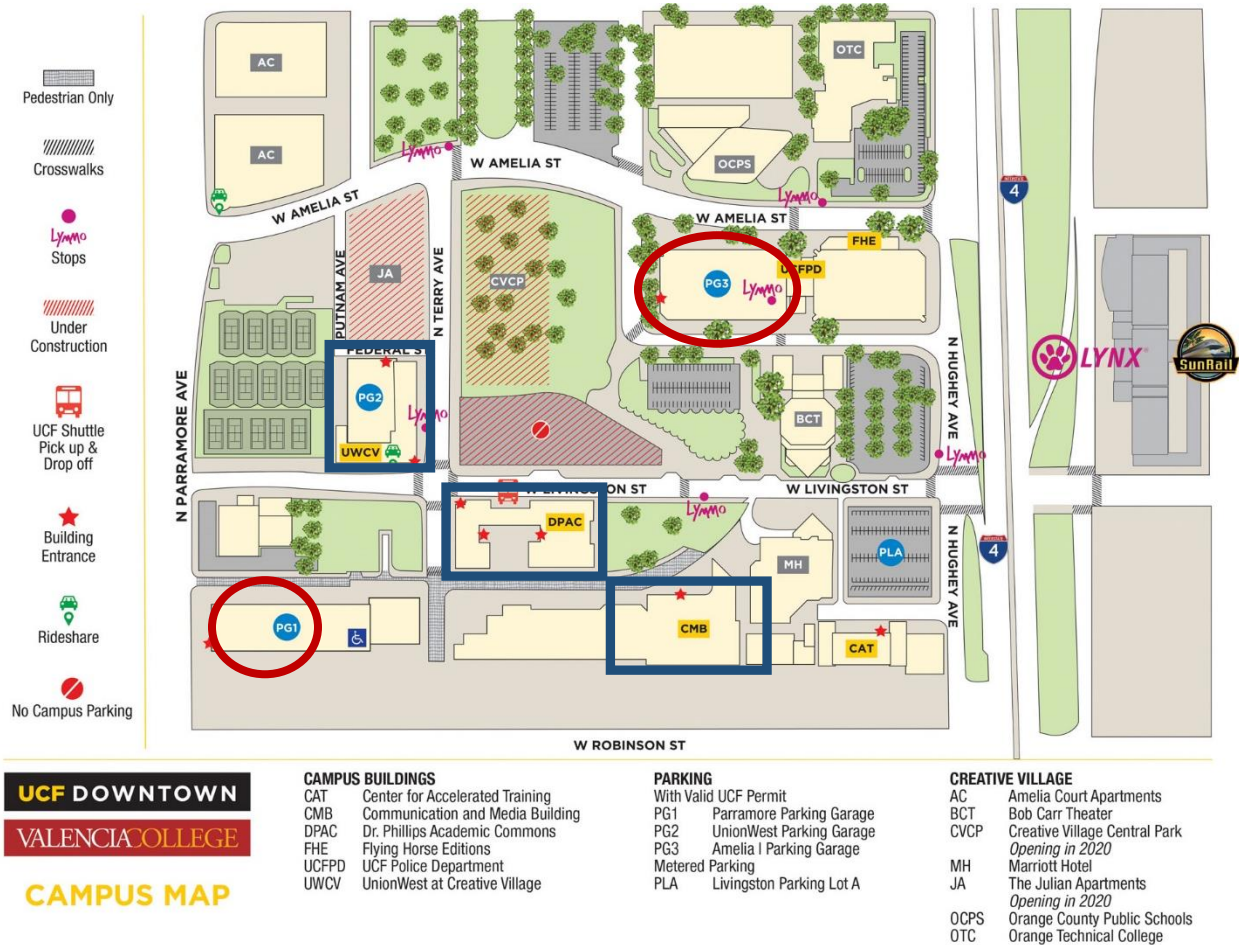 Pedestrian Only
Crosswalks
Lymmo
Stops
Under
Construction
UCF Shuttle
Pick up &
Drop off
Building
Entrance
Rideshare
No Campus Parking
AC
AC
Lymmo
W AMELIA ST
W AMELIA ST
OTC
OCPS
Lymmo
W AMELIA ST
INTERSTATE
4
JA
PUTNAM AVE
N TERRY AVE
CVCP
FHE
UCFPD
PG3
Lymmo
FEDERAL ST
PG2
Lymmo
UWCV
N PARRAMORE AVE
BCT
N HUGHEY AVE
LYNX
SunRail
Lymmo
W LIVINGSTON ST
W LIVINGSTON ST
Lymmo
DPAC
MH
PLA
N HUGHEY AVE
INTERSTATE
4
PG1
CMB
CAT
W ROBINSON ST
UCF DOWNTOWN
VALENCIACOLLEGE
CAMPUS MAP
CAMPUS BUILDINGS
CAT Center for Accelerated Training
CMB Communication and Media Building
DPAC Dr. Phillips Academic Commons
FHE Flying Horse Editions
UCFPD UCF Police Department
UWCV UnionWest at Creative Village
PARKING
With Valid UCF Permit
PG1 Parramore Parking Garage
PG2 UnionWest Parking Garage
PG3 Amelia I Parking Garage
Metered Parking
PLA Livingston Parking Lot A
CREATIVE VILLAGE
AC Amelia Court Apartments
BCT Bob Carr Theater
CVCP Creative Village Central Park
Opening in 2020
MH Marriott Hotel
JA The Julian Apartments
Opening in 2020
OCPS Orange County Public Schools
OTC Orange Technical College